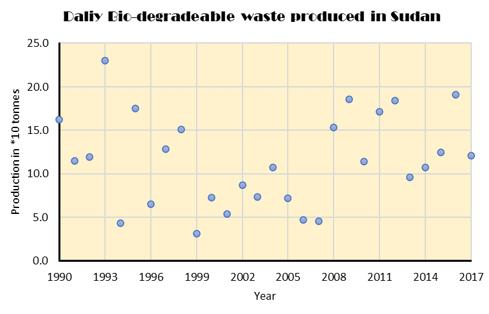 Daliy Bio-degradeable waste produced in Sudan
25.0
20.0
15.0
10.0
5.0
0.0
Production in *10 tonnes
1990 1993 1996 1999 2002 2005 2008 2011 2014 2017
Year